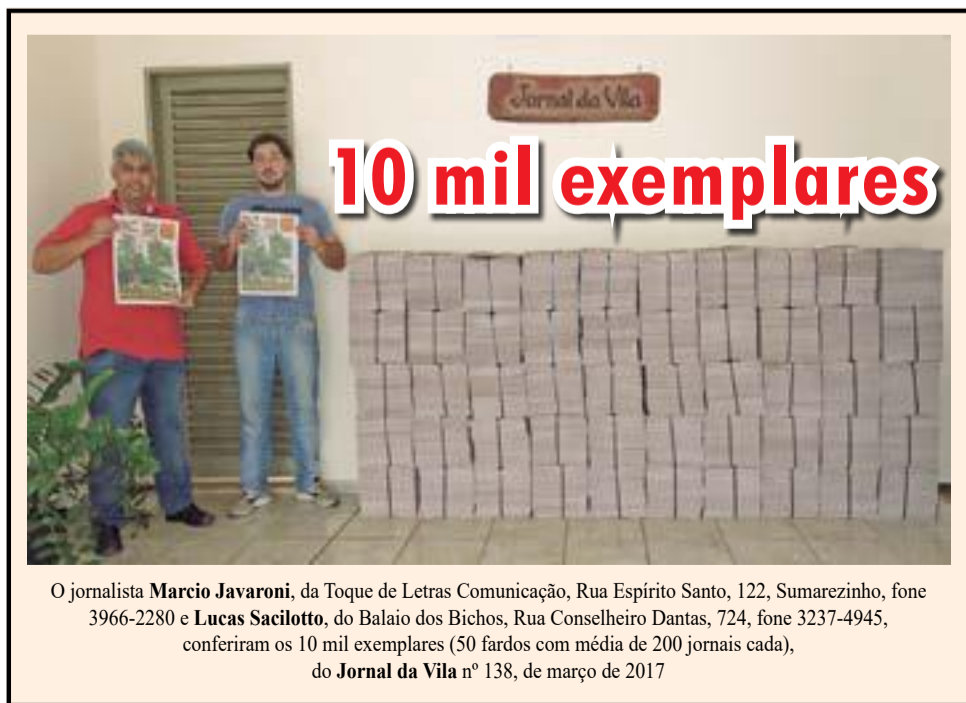 Jornal da Vila
10 mil exemplares
O jornalista Marcio Javaroni, da Toque de Letras Comunicação, Rua Espírito Santo, 122, Sumarezinho, fone
3966-2280 e Lucas Sacilotto, do Balaio dos Bichos, Rua Conselheiro Dantas, 724, fone 3237-4945,
conferiram os 10 mil exemplares (50 fardos com média de 200 jornais cada),
do Jornal da Vila nº 138, de março de 2017